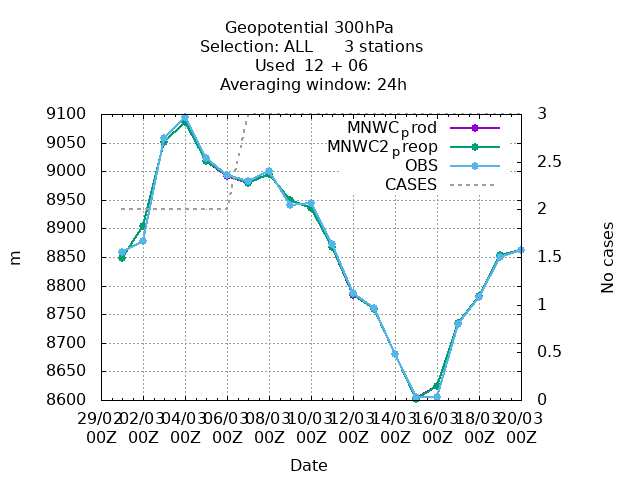 Geopotential 300hPa
Selection: ALL 3 stations
Used 12 + 06
Averaging window: 24h
MNWC_prod
MNWC2_preop
OBS
CASES
9100
9050
9000
8950
8900
8850
8800
8750
8700
8650
8600
m
3
2.5
2
1.5
1
0.5
0
No cases
29/02 02/03 04/03 06/03 08/03 10/03 12/03 14/03 16/03 18/03 20/03
00Z 00Z 00Z 00Z 00Z 00Z 00Z 00Z 00Z 00Z 00Z
Date